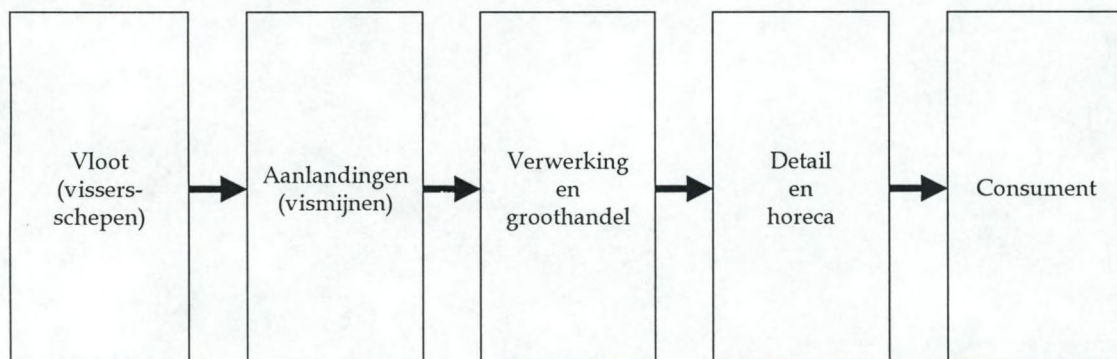 Vloot
(vissers-
schepen)
Aanlandingen
(vismijnen)
Verwerking
en
groothandel
Detail
en
horeca
Consument